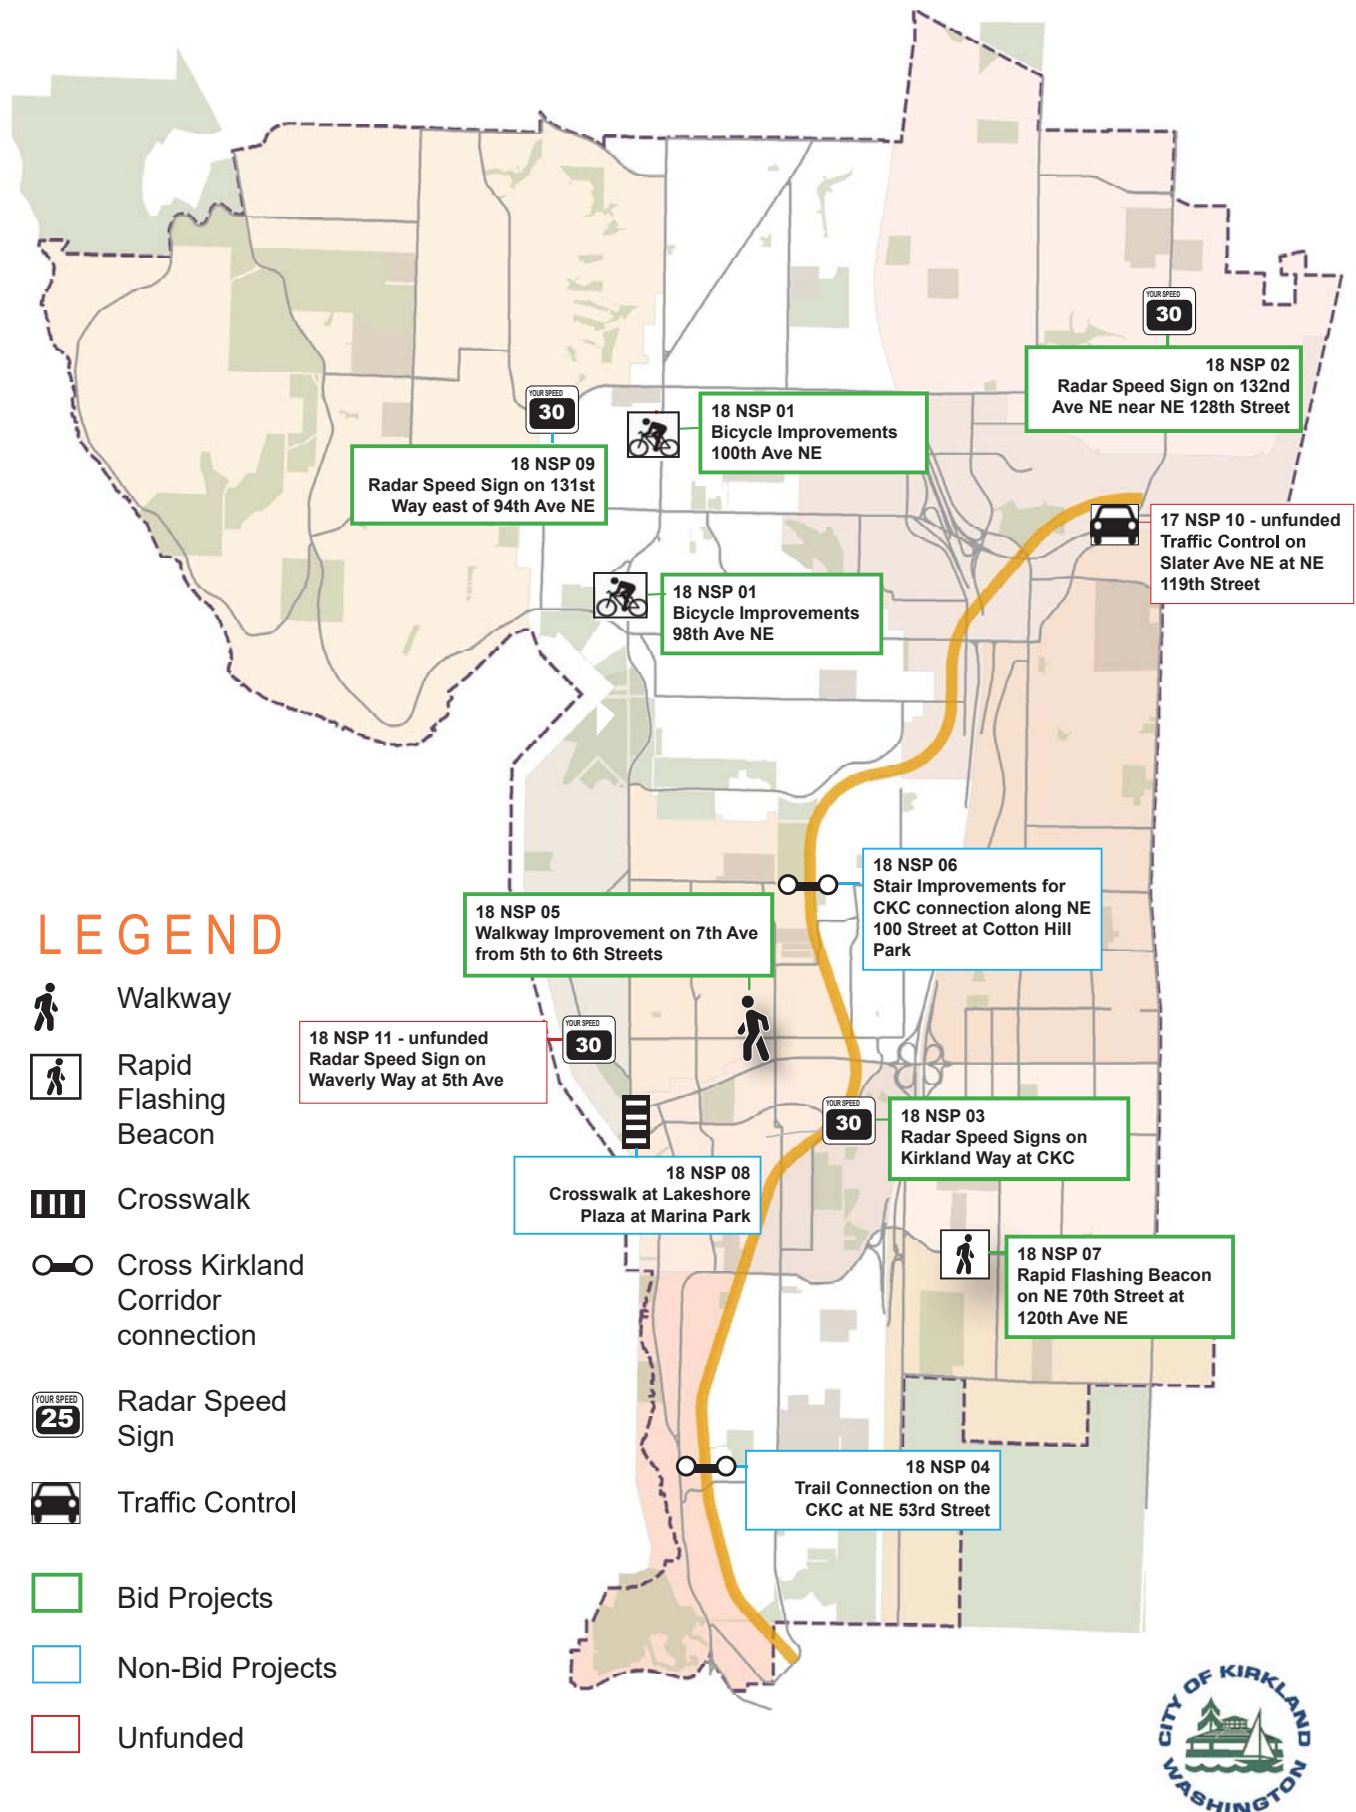 YOUR SPEED
30
18 NSP 02
Radar Speed Sign on 132nd
Ave NE near NE 128th Street
YOUR SPEED
30
18 NSP 09
Radar Speed Sign on 131st
Way east of 94th Ave NE
18 NSP 01
Bicycle Improvements
100th Ave NE
17 NSP 10 - unfunded
Traffic Control on
Slater Ave NE at NE
119th Street
18 NSP 01
Bicycle Improvements
98th Ave NE
18 NSP 06
Stair Improvements for
CKC connection along NE
100 Street at Cotton Hill
Park
18 NSP 05
Walkway Improvement on 7th Ave
from 5th to 6th Streets
18 NSP 11 - unfunded
Radar Speed Sign on
Waverly Way at 5th Ave
YOUR SPEED
30
YOUR SPEED
30
18 NSP 03
Radar Speed Signs on
Kirkland Way at CKC
18 NSP 08
Crosswalk at Lakeshore
Plaza at Marina Park
18 NSP 07
Rapid Flashing Beacon
on NE 70th Street at
120th Ave NE
18 NSP 04
Trail Connection on the
CKC at NE 53rd Street
LEGEND
Walkway
Rapid
Flashing
Beacon
Crosswalk
Cross Kirkland
Corridor
connection
YOUR SPEED
25
Radar Speed
Sign
Traffic Control
Bid Projects
Non-Bid Projects
Unfunded
CITY OF KIRKLAND
WASHINGTON